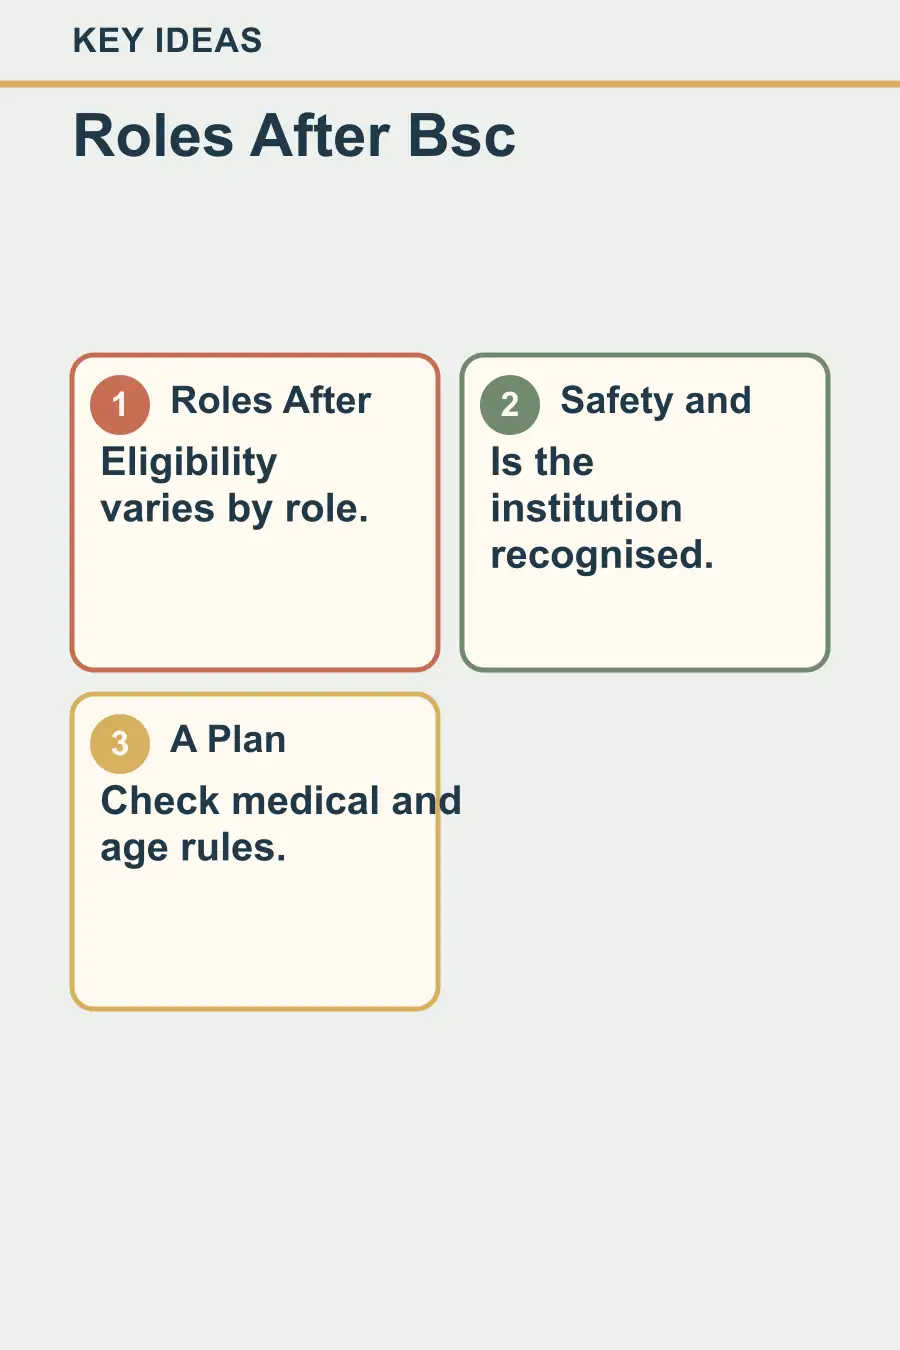 KEY IDEAS
Roles After Bsc
1 Roles After
Eligibility
varies by role.
2 Safety and
Is the
institution
recognised.
3 A Plan
Check medical and
age rules.